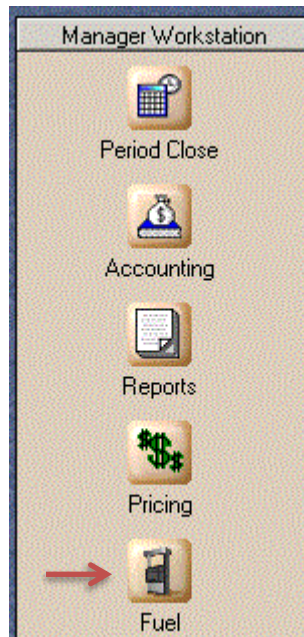 Manager Workstation
Period Close
Accounting
Reports
Pricing
Fuel